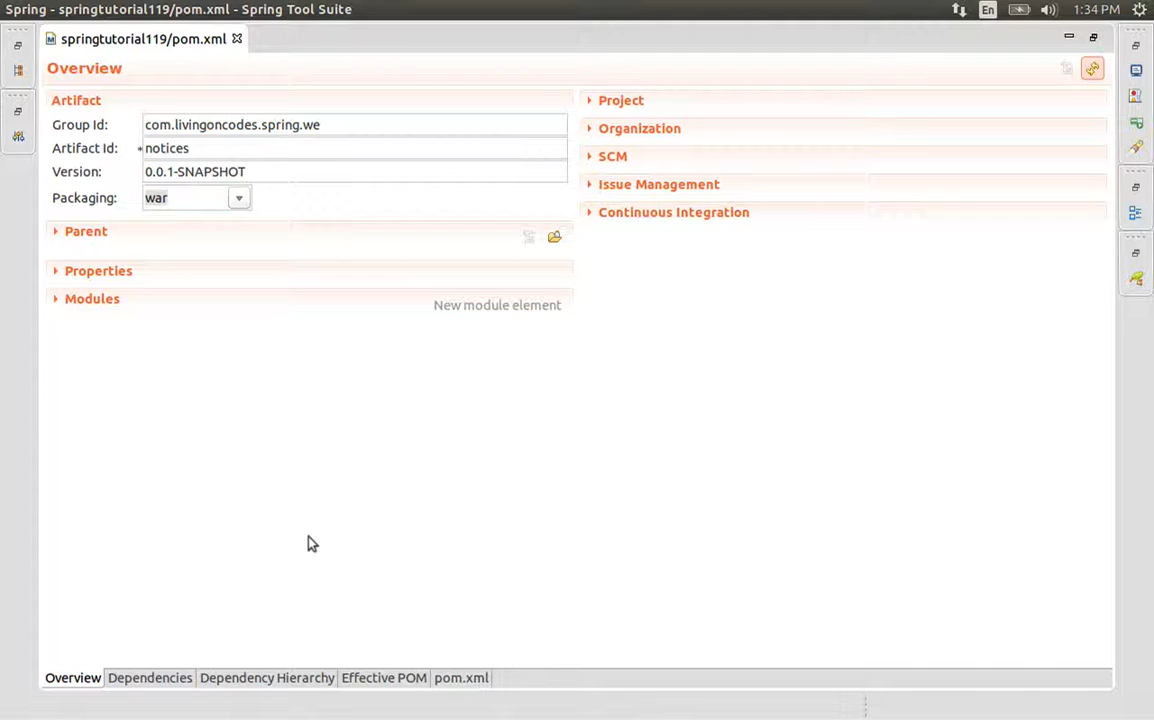 Spring - springtutorial119/pom.xml - Spring Tool Suite
En
1:34 PM
springtutorial119/pom.xml
Overview
Artifact
Group Id: com.livingoncodes.spring.we
Artifact Id: *notices
Version: 0.0.1-SNAPSHOT
Packaging: war
Parent
Properties
Modules
New module element
Project
Organization
SCM
Issue Management
Continuous Integration
Overview Dependencies Dependency Hierarchy Effective POM pom.xml